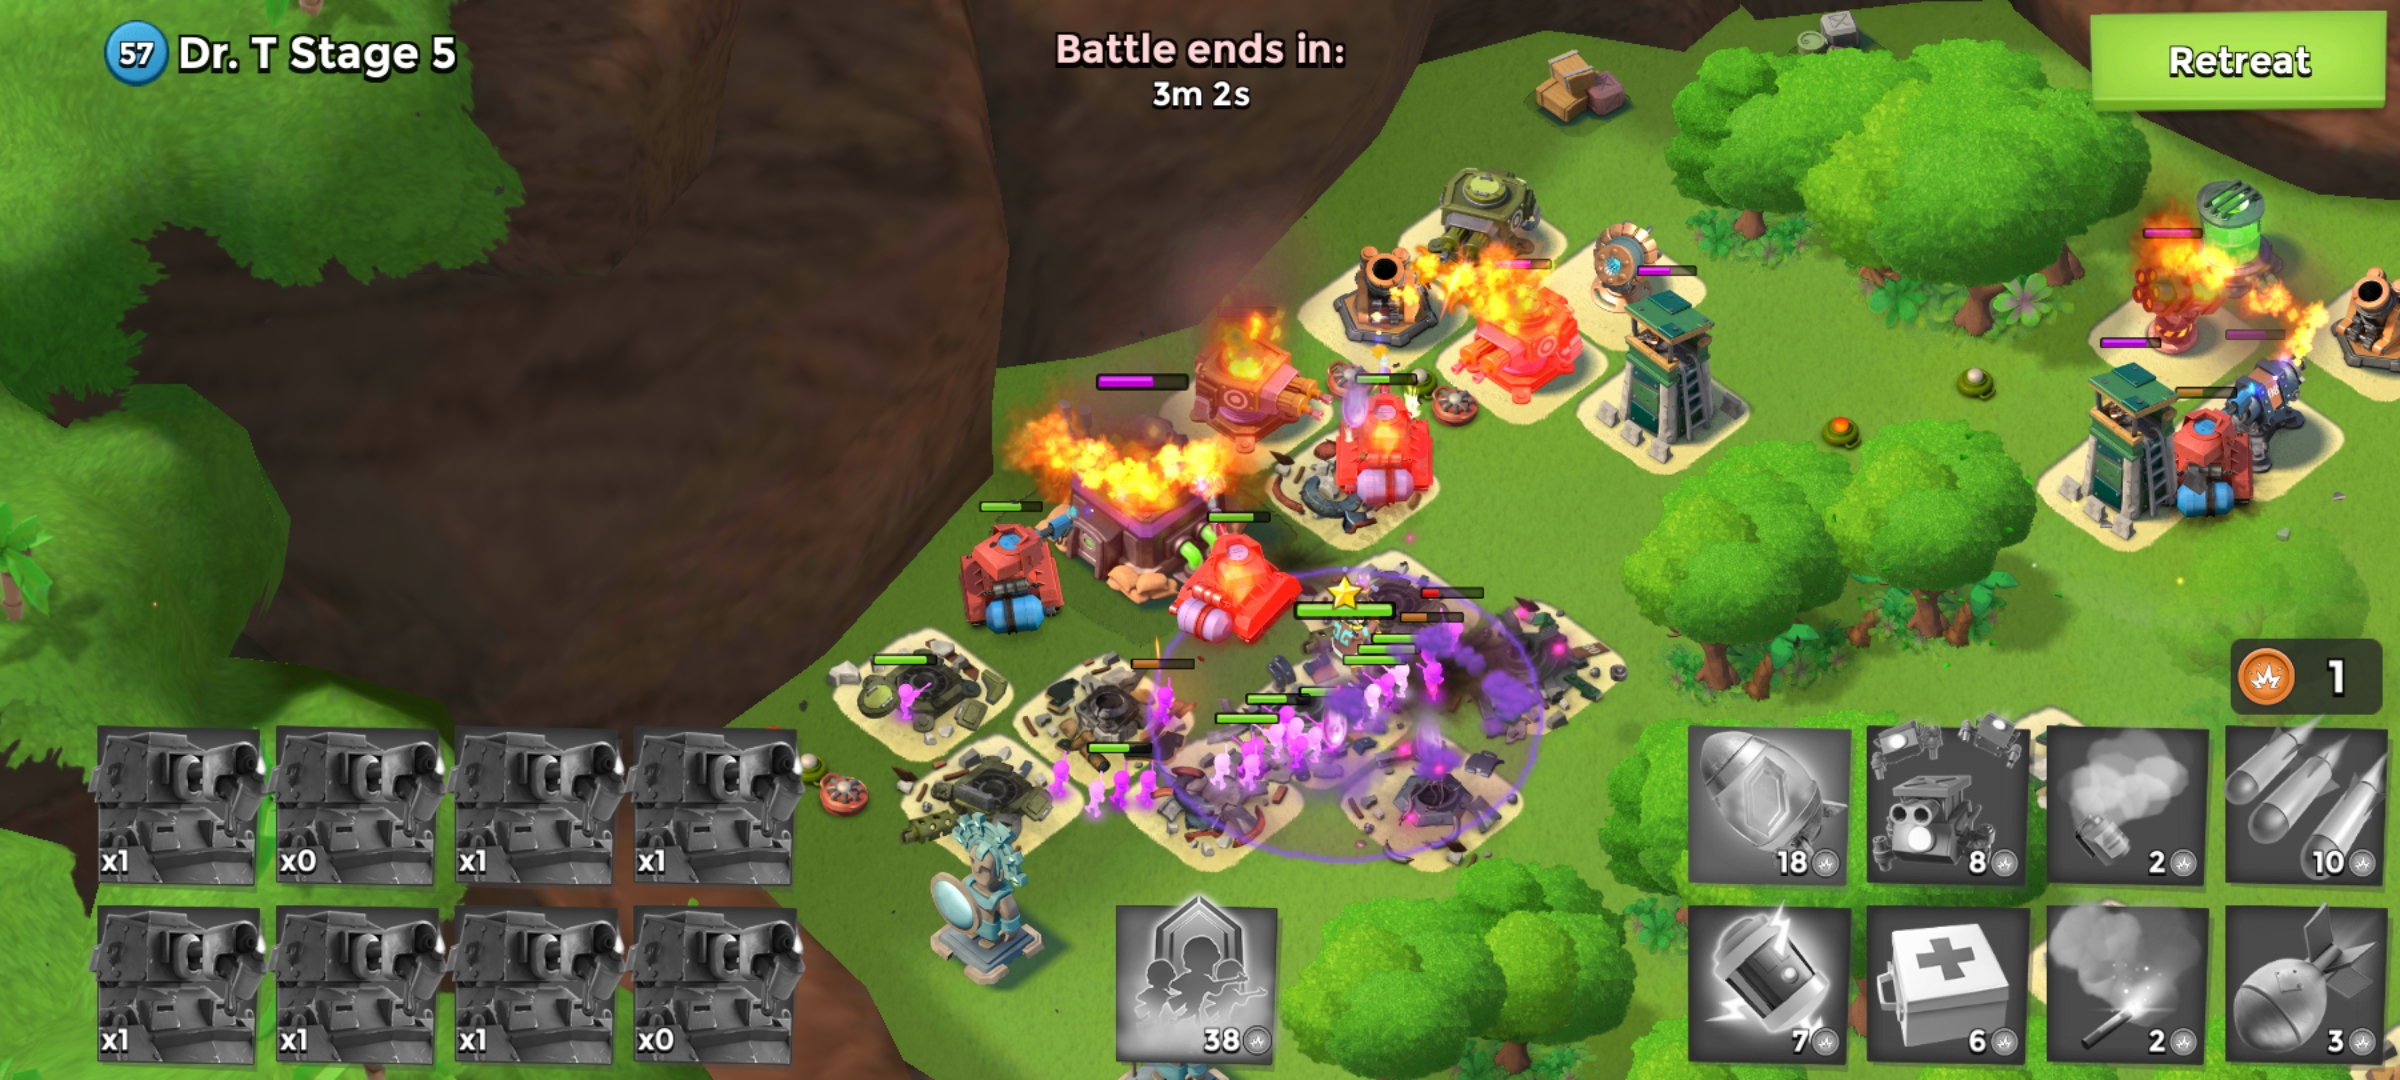 57 Dr. T Stage 5
Battle ends in:
3m 2s
Retreat
1
x1 x0 x1 x1
18 8 2 10
x1 x1 x1 x0
38
7 6 2 3